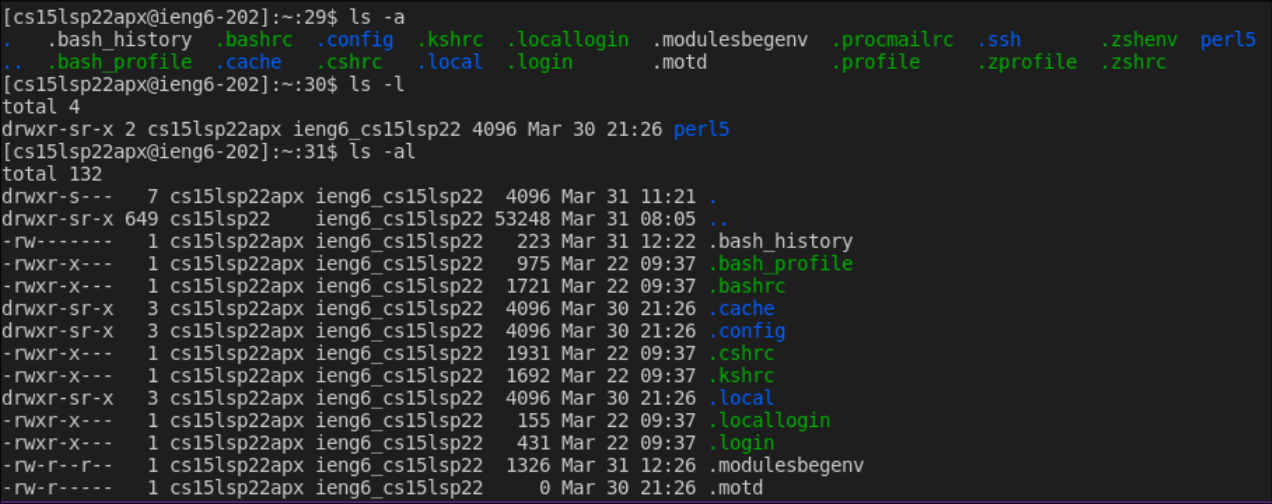 [cs15lsp22apx@ieng6-202]:~:29$ ls -a
.   .bash_history  .bashrc  .config  .kshrc  .locallogin  .modulesbegenv  .procmailrc  .ssh       .zshenv  perl5
..  .bash_profile  .cache   .cshrc   .local  .login       .motd           .profile     .zprofile  .zshrc
[cs15lsp22apx@ieng6-202]:~:30$ ls -l
total 4
drwxr-sr-x 2 cs15lsp22apx ieng6_cs15lsp22 4096 Mar 30 21:26 perl5
[cs15lsp22apx@ieng6-202]:~:31$ ls -al
total 132
drwxr-s---   7 cs15lsp22apx ieng6_cs15lsp22  4096 Mar 31 11:21 .
drwxr-sr-x 649 cs15lsp22    ieng6_cs15lsp22 53248 Mar 31 08:05 ..
-rw-------   1 cs15lsp22apx ieng6_cs15lsp22   223 Mar 31 12:22 .bash_history
-rwxr-x---   1 cs15lsp22apx ieng6_cs15lsp22   975 Mar 22 09:37 .bash_profile
-rwxr-x---   1 cs15lsp22apx ieng6_cs15lsp22  1721 Mar 22 09:37 .bashrc
drwxr-sr-x   3 cs15lsp22apx ieng6_cs15lsp22  4096 Mar 30 21:26 .cache
drwxr-sr-x   3 cs15lsp22apx ieng6_cs15lsp22  4096 Mar 30 21:26 .config
-rwxr-x---   1 cs15lsp22apx ieng6_cs15lsp22  1931 Mar 22 09:37 .cshrc
-rwxr-x---   1 cs15lsp22apx ieng6_cs15lsp22  1692 Mar 22 09:37 .kshrc
drwxr-sr-x   3 cs15lsp22apx ieng6_cs15lsp22  4096 Mar 30 21:26 .local
-rwxr-x---   1 cs15lsp22apx ieng6_cs15lsp22   155 Mar 22 09:37 .locallogin
-rwxr-x---   1 cs15lsp22apx ieng6_cs15lsp22   431 Mar 22 09:37 .login
-rw-r--r--   1 cs15lsp22apx ieng6_cs15lsp22  1326 Mar 31 12:26 .modulesbegenv
-rw-r-----   1 cs15lsp22apx ieng6_cs15lsp22     0 Mar 30 21:26 .motd